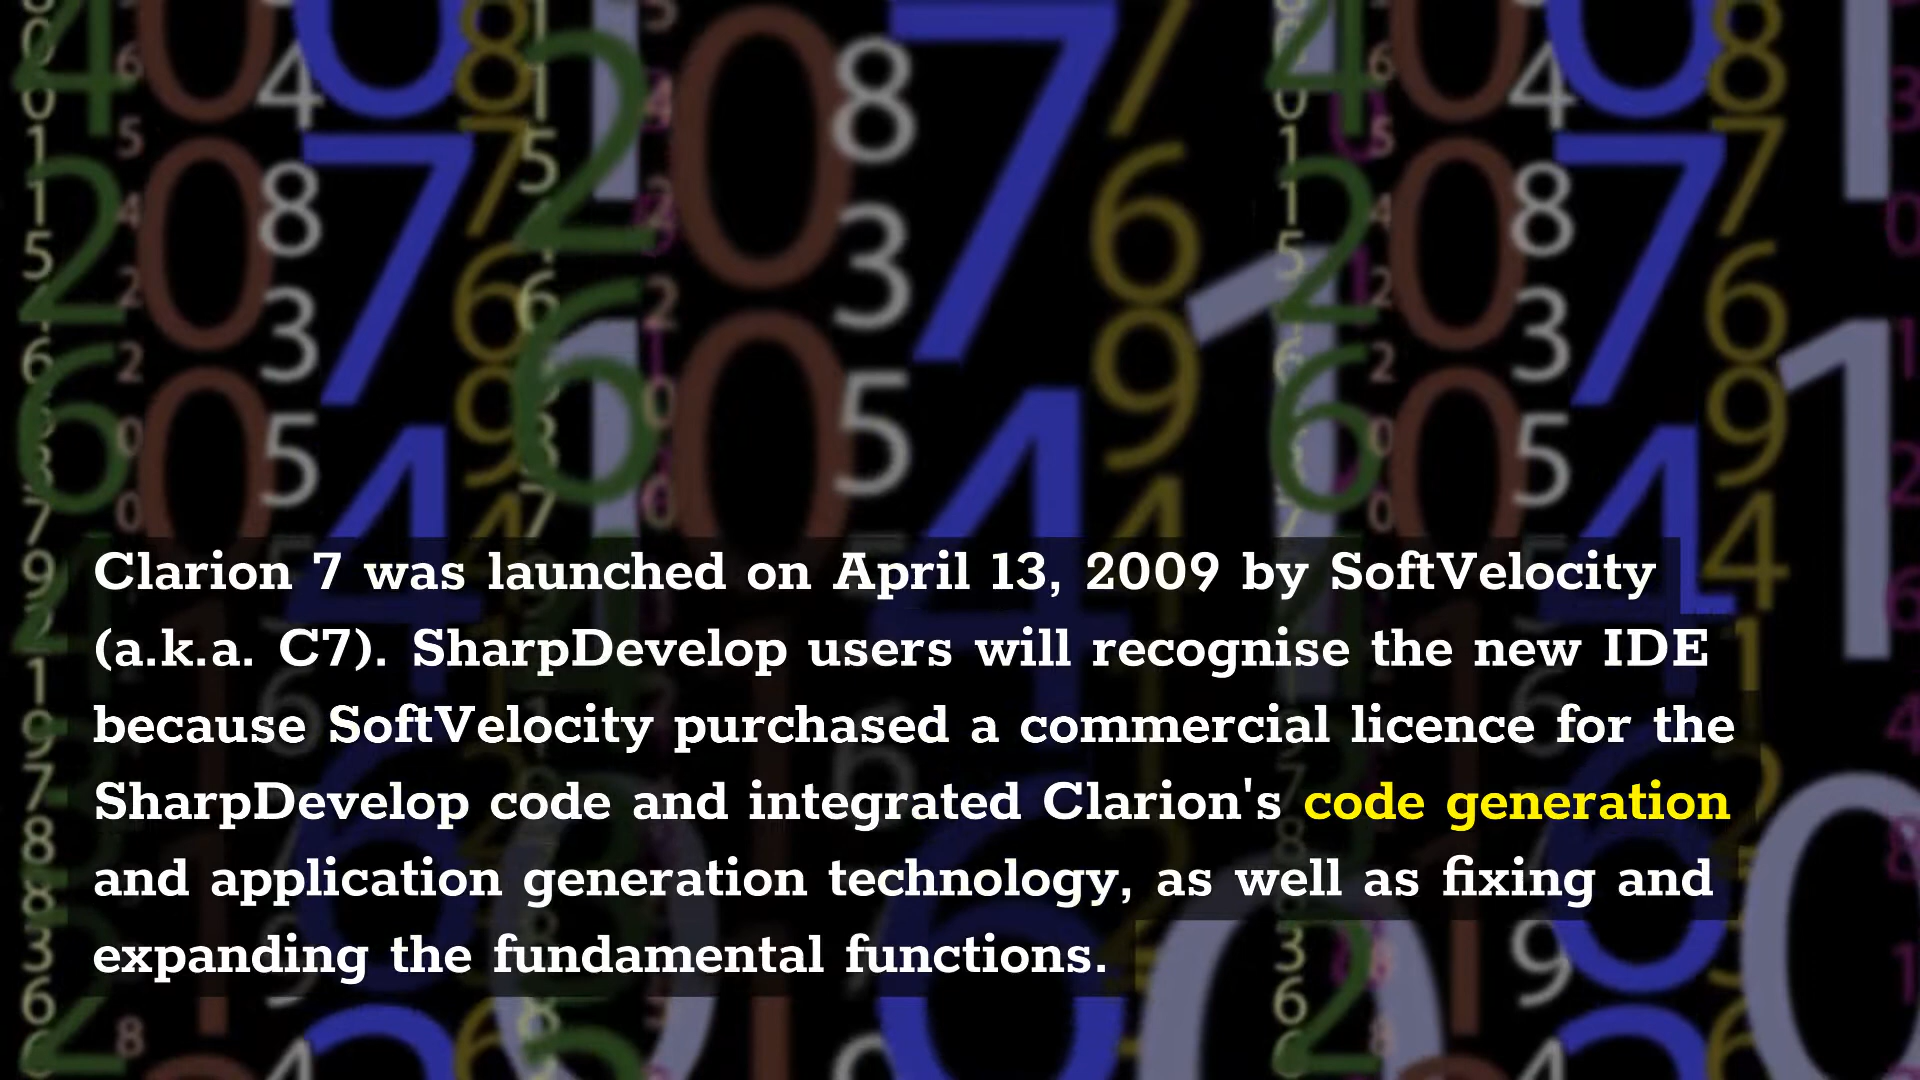 Clarion 7 was launched on April 13, 2009 by SoftVelocity
(a.k.a. C7). SharpDevelop users will recognise the new IDE
because SoftVelocity purchased a commercial licence for the
SharpDevelop code and integrated Clarion's code generation
and application generation technology, as well as fixing and
expanding the fundamental functions.